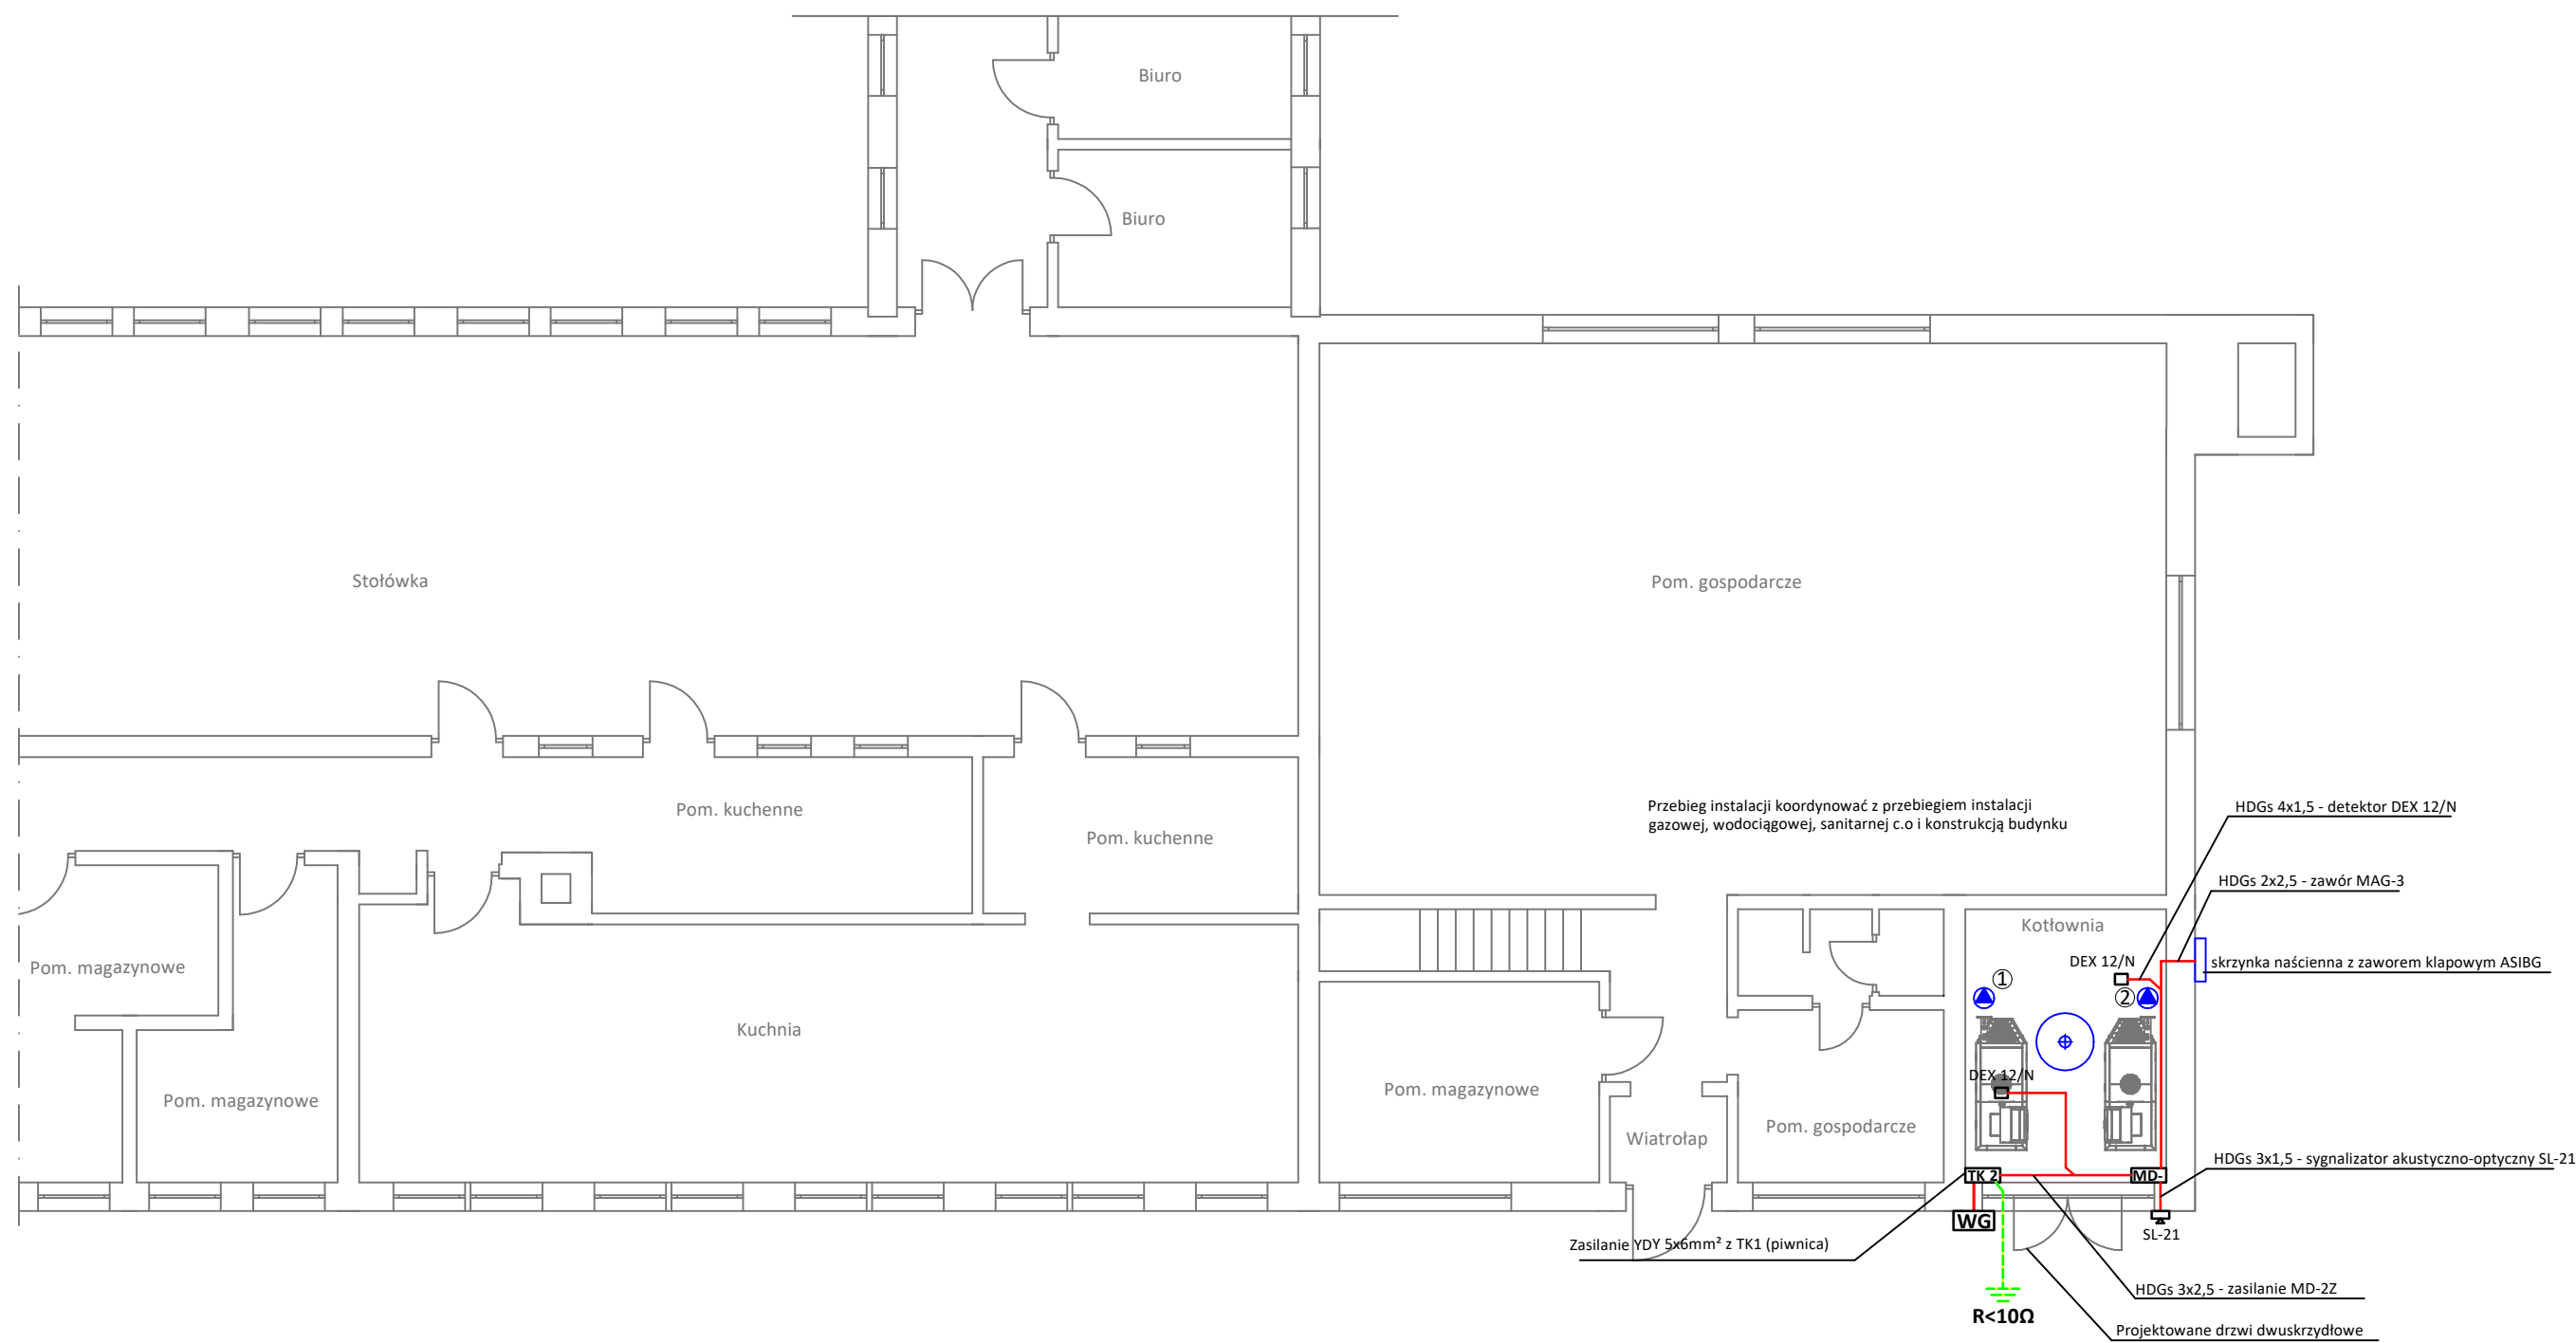 Biuro
Biuro
Stołówka
Pom. gospodarcze
Przebieg instalacji koordynować z przebiegiem instalacji
gazowej, wodociągowej, sanitarnej c.o i konstrukcją budynku
HDGs 4x1,5 - detektor DEX 12/N
Pom. kuchenne
Pom. kuchenne
HDGs 2x2,5 - zawór MAG-3
Kotłownia
Pom. magazynowe
DEX 12/N
skrzynka naścienna z zaworem klapowym ASIBG
1
2
Kuchnia
DEX 12/N
Pom. magazynowe
Pom. magazynowe
Wiatrołap
Pom. gospodarcze
HDGs 3x1,5 - sygnalizator akustyczno-optyczny SL-21
TK 2
MD-
WG
SL-21
Zasilanie YDY 5x6mm² z TK1 (piwnica)
HDGs 3x2,5 - zasilanie MD-2Z
R<10Ω
Projektowane drzwi dwuskrzydłowe